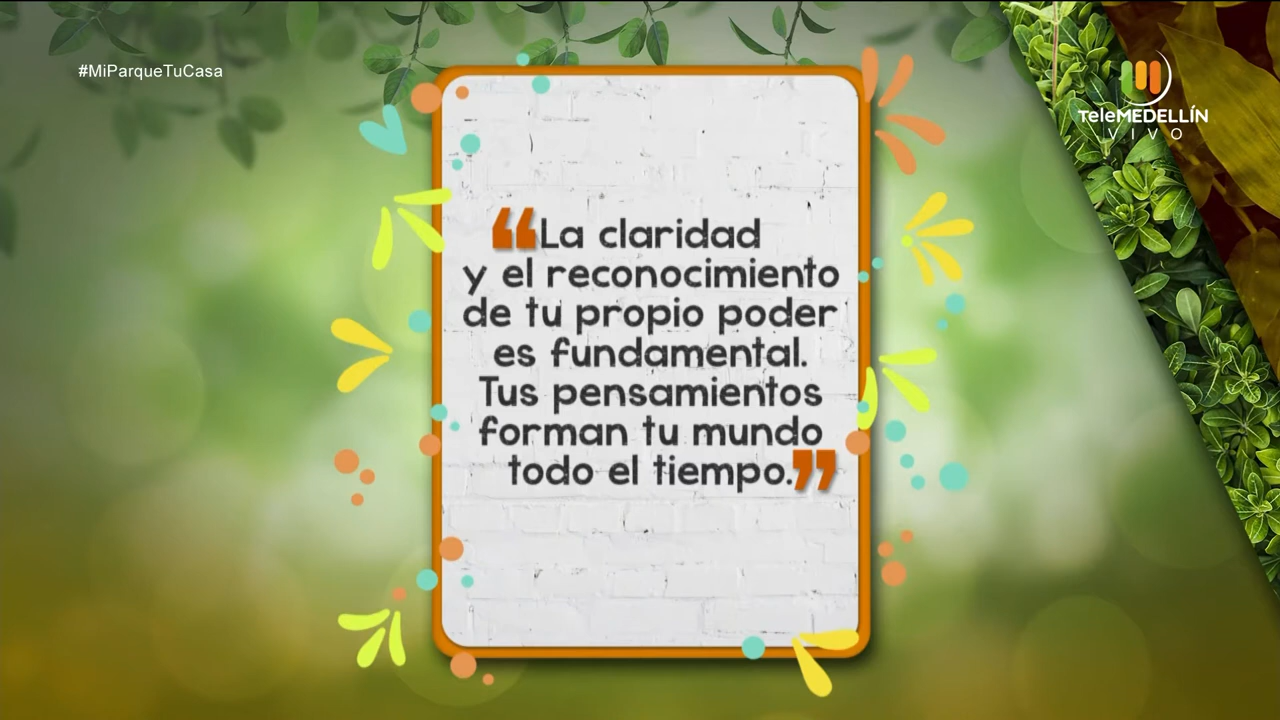 #MiParqueTuCasa
TeleMEDELLÍN
VIVO
“La claridad
y el reconocimiento
de tu propio poder
es fundamental.
Tus pensamientos
forman tu mundo
todo el tiempo.”